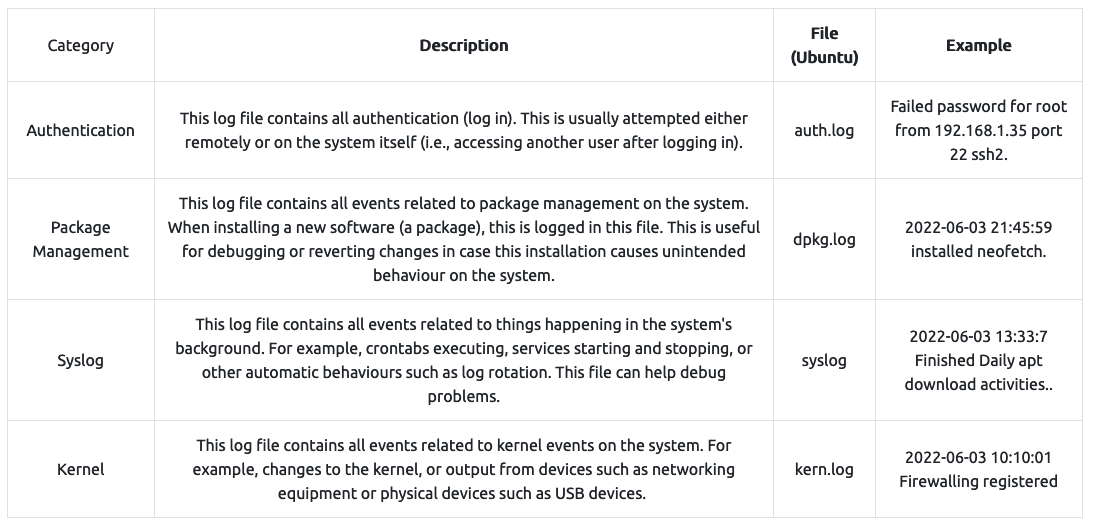 Category
Description
File
(Ubuntu)
Example
Authentication
This log file contains all authentication (log in). This is usually attempted either
remotely or on the system itself (i.e., accessing another user after logging in).
auth.log
Failed password for root
from 192.168.1.35 port
22 ssh2.
Package
Management
This log file contains all events related to package management on the system.
When installing a new software (a package), this is logged in this file. This is useful
for debugging or reverting changes in case this installation causes unintended
behaviour on the system.
dpkg.log
2022-06-03 21:45:59
installed neofetch.
Syslog
This log file contains all events related to things happening in the system's
background. For example, crontabs executing, services starting and stopping, or
other automatic behaviours such as log rotation. This file can help debug
problems.
syslog
2022-06-03 13:33:7
Finished Daily apt
download activities..
Kernel
This log file contains all events related to kernel events on the system. For
example, changes to the kernel, or output from devices such as networking
equipment or physical devices such as USB devices.
kern.log
2022-06-03 10:10:01
Firewalling registered